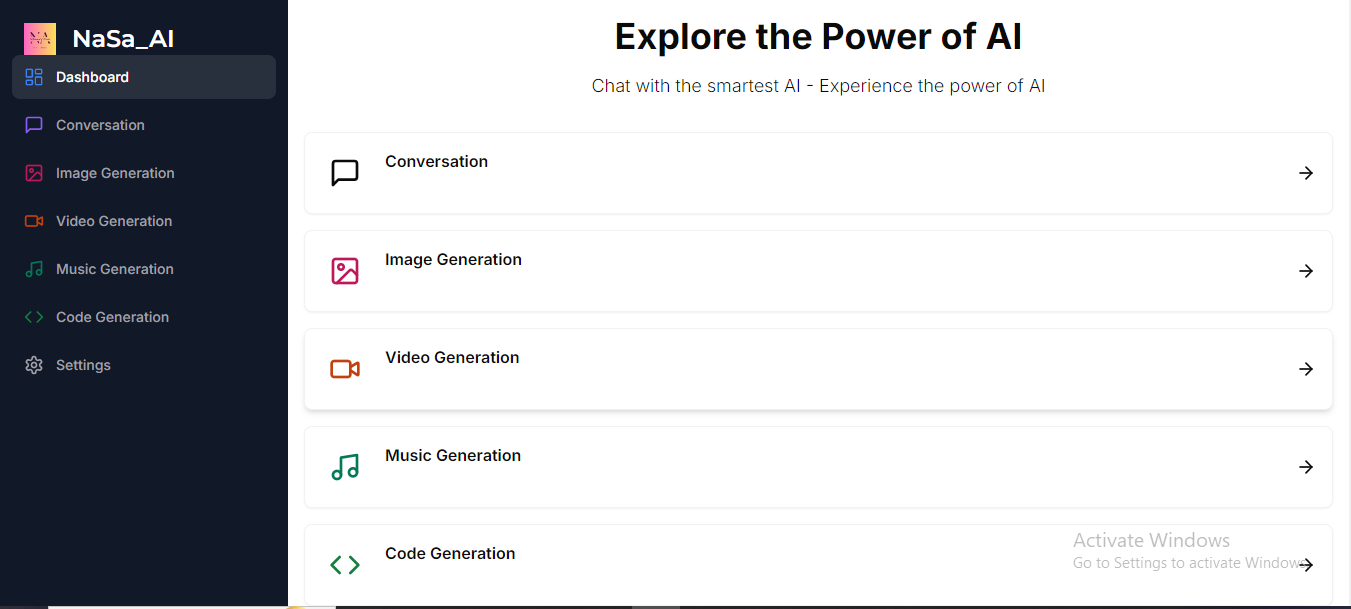 NaSa_AI
Dashboard
Conversation
Image Generation
Video Generation
Music Generation
Code Generation
Settings
Explore the Power of AI
Chat with the smartest AI - Experience the power of AI
Conversation
Image Generation
Video Generation
Music Generation
Code Generation
Activate Windows
Go to Settings to activate Windows